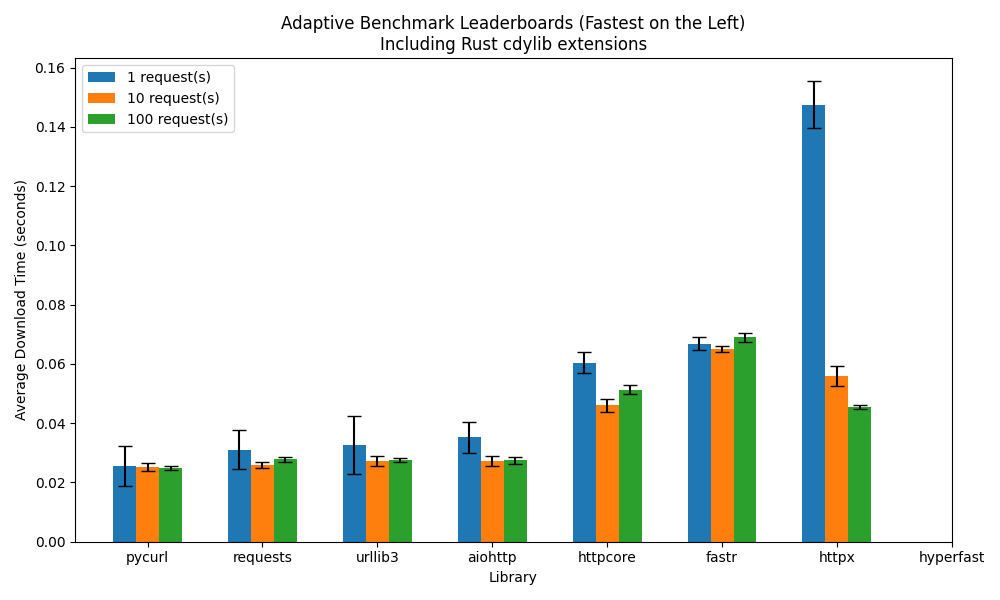 Adaptive Benchmark Leaderboards (Fastest on the Left)
Including Rust cdylib extensions
1 request(s)
10 request(s)
100 request(s)
Average Download Time (seconds)
0.16
0.14
0.12
0.10
0.08
0.06
0.04
0.02
0.00
pycurl requests urllib3 aiohttp httpcore fastr httpx hyperfast
Library